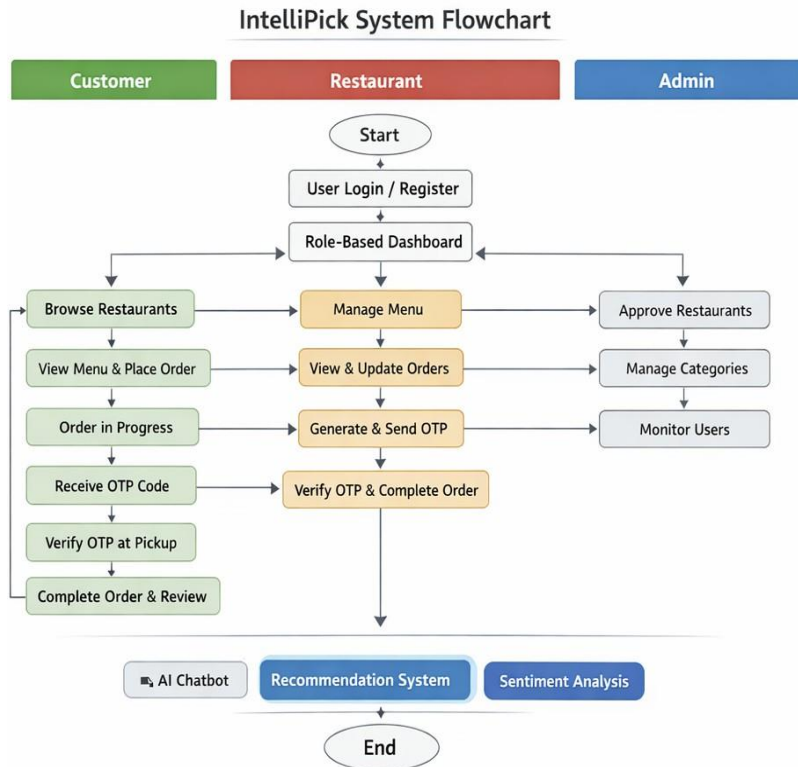 IntelliPick System Flowchart
Customer
Restaurant
Admin
Start
User Login / Register
Role-Based Dashboard
Browse Restaurants
Manage Menu
Approve Restaurants
View Menu & Place Order
View & Update Orders
Manage Categories
Order in Progress
Generate & Send OTP
Monitor Users
Receive OTP Code
Verify OTP & Complete Order
Verify OTP at Pickup
Complete Order & Review
AI Chatbot
Recommendation System
Sentiment Analysis
End